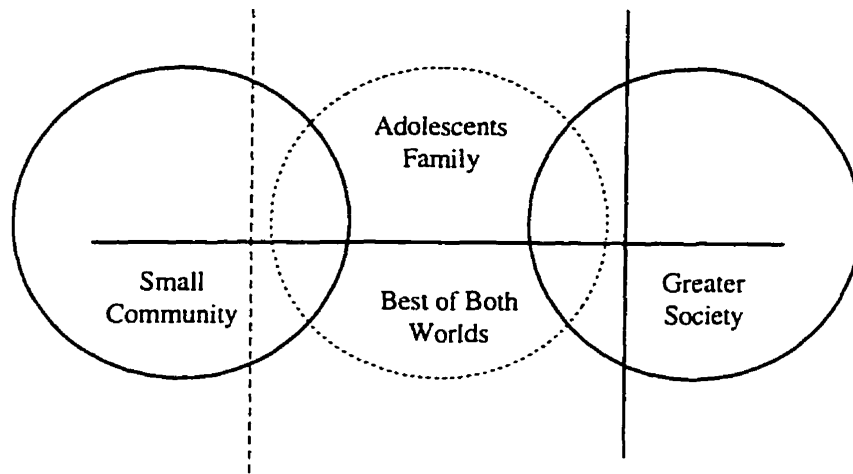 Adolescents
Family
Small
Community
Best of Both
Worlds
Greater
Society